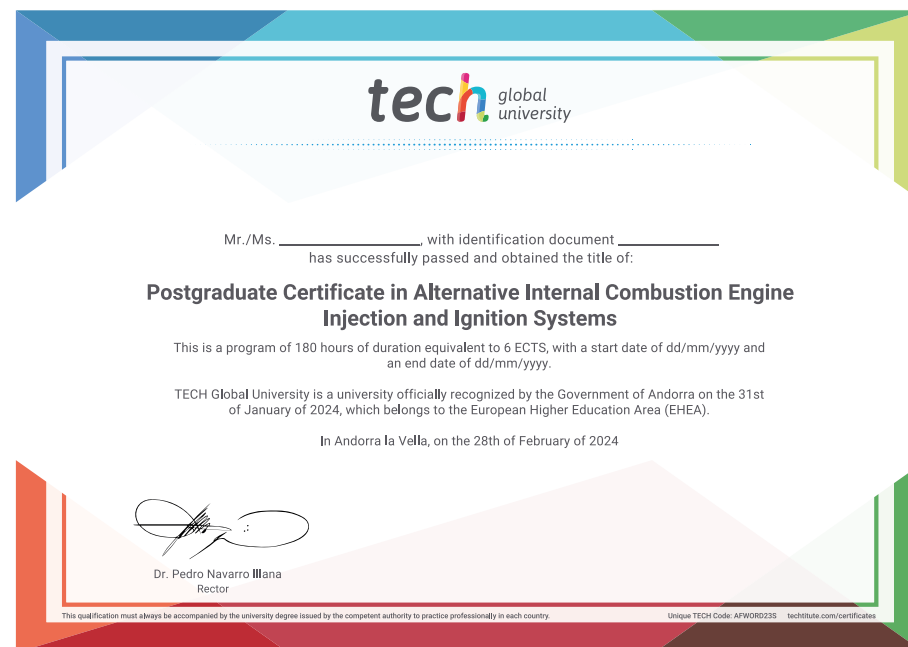 tech global university
Mr./Ms. ____________________, with identification document ______________
has successfully passed and obtained the title of:
Postgraduate Certificate in Alternative Internal Combustion Engine
Injection and Ignition Systems
This is a program of 180 hours of duration equivalent to 6 ECTS, with a start date of dd/mm/yyyy and
an end date of dd/mm/yyyy.
TECH Global University is a university officially recognized by the Government of Andorra on the 31st
of January of 2024, which belongs to the European Higher Education Area (EHEA).
In Andorra la Vella, on the 28th of February of 2024
Dr. Pedro Navarro Illana
Rector
This qualification must always be accompanied by the university degree issued by the competent authority to practice professionally in each country.
Unique TECH Code: AFWORD23S techtitute.com/certificates